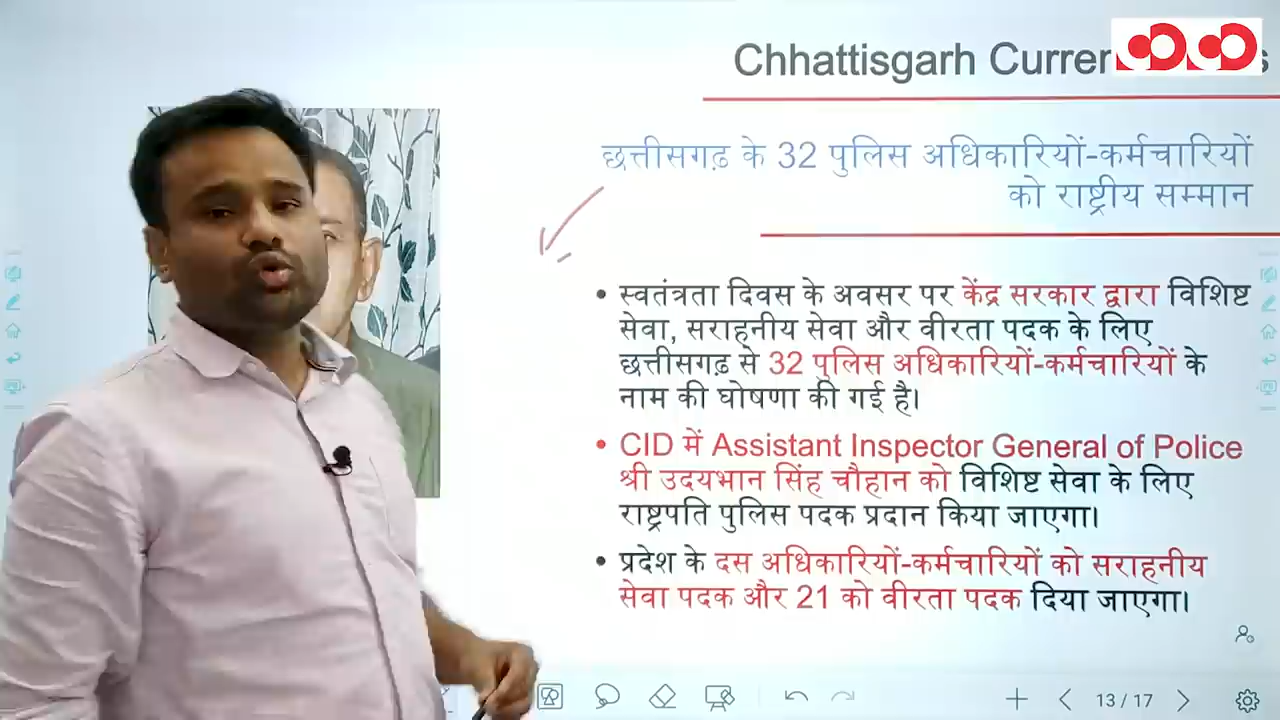 Chhattisgarh
छत्तीसगढ़ के 32 पुलिस अधिकारियों-कर्मचारियों
को राष्ट्रीय सम्मान
• स्वतंत्रता दिवस के अवसर पर केंद्र सरकार द्वारा विशिष्ट
सेवा, सराहनीय सेवा और वीरता पदक के लिए
छत्तीसगढ़ से 32 पुलिस अधिकारियों-कर्मचारियों के
नाम की घोषणा की गई है।
• CID में Assistant Inspector General of Police
श्री उदयभान सिंह चौहान को विशिष्ट सेवा के लिए
राष्ट्रपति पुलिस पदक प्रदान किया जाएगा।
• प्रदेश के दस अधिकारियों-कर्मचारियों को सराहनीय
सेवा पदक और 21 को वीरता पदक दिया जाएगा।
13 / 17